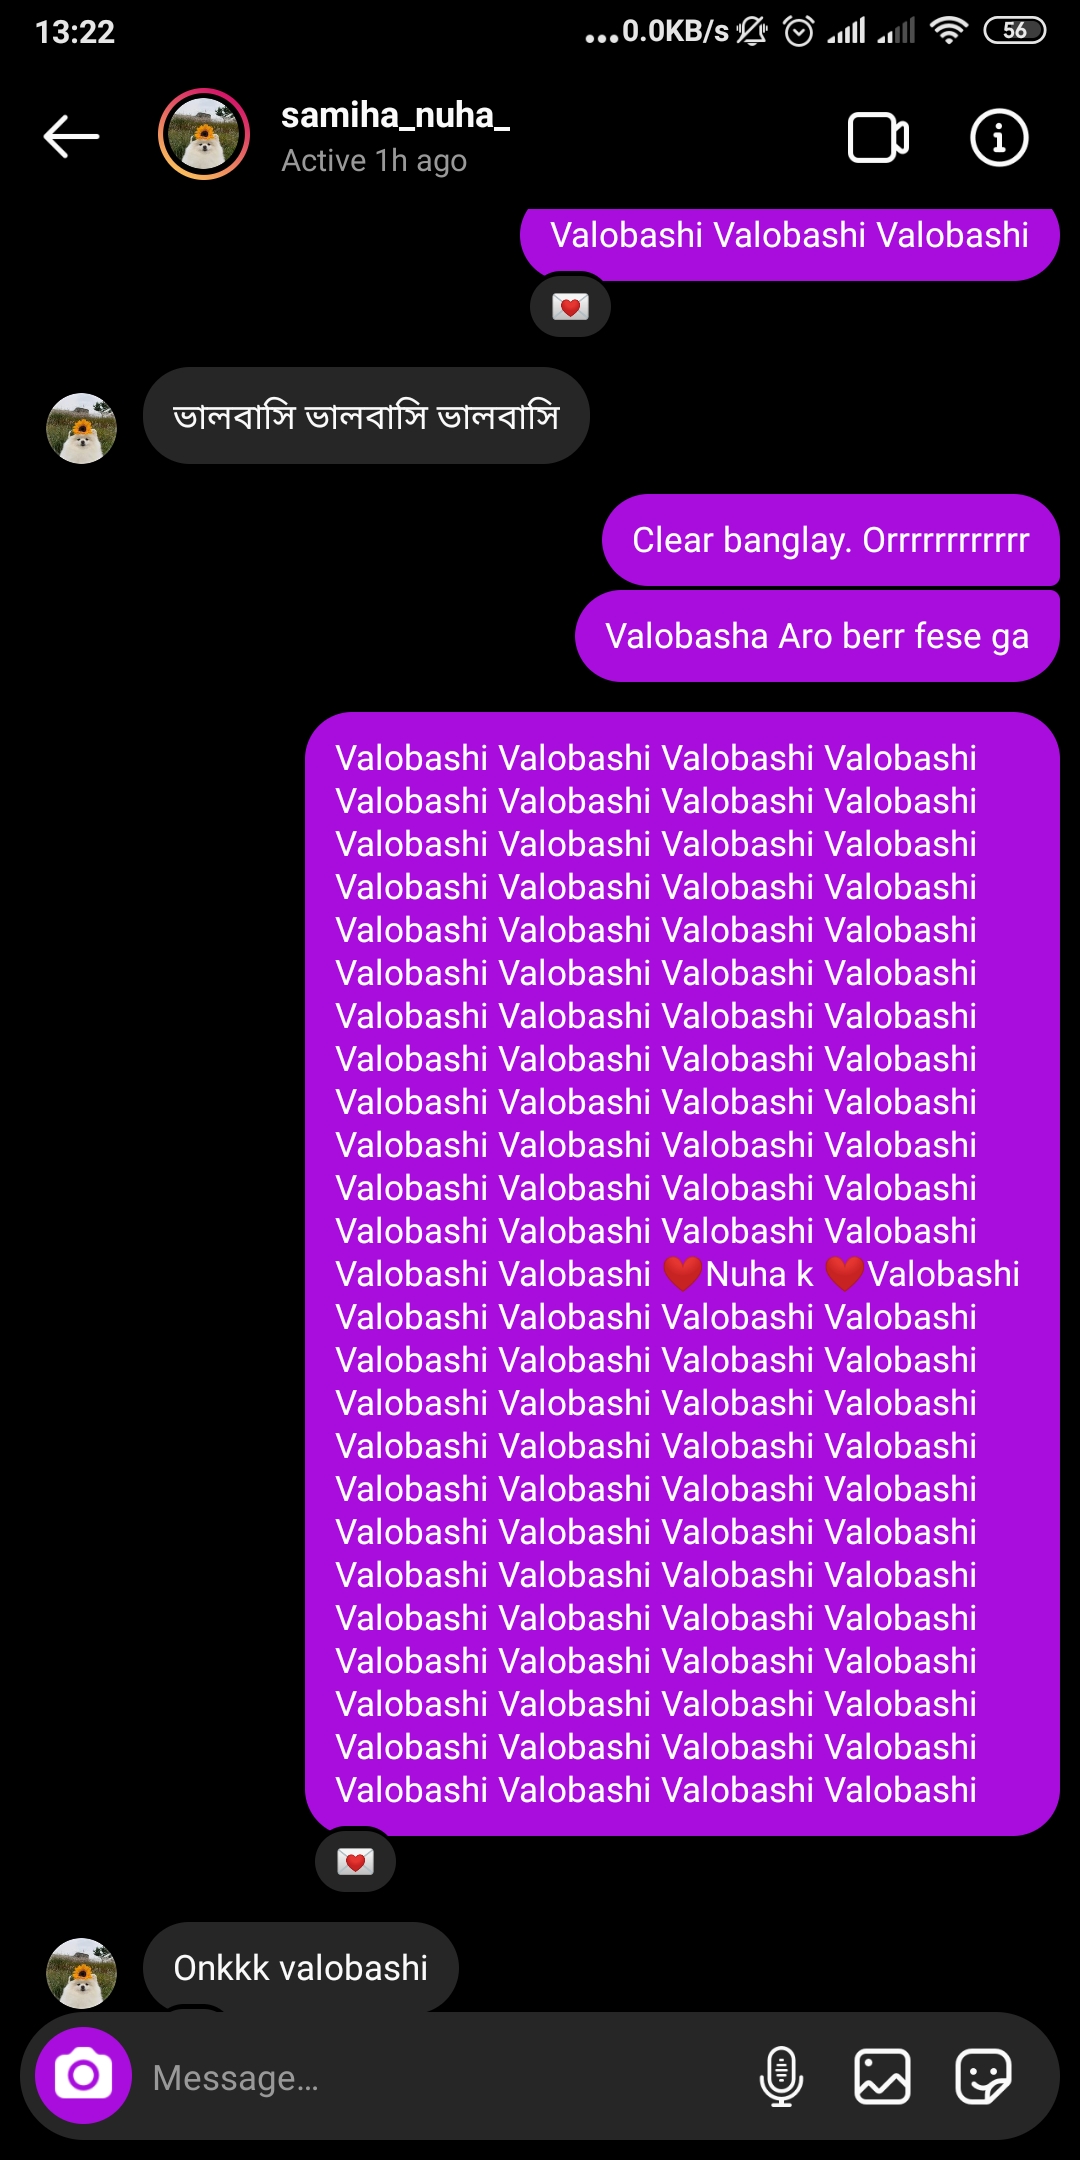 13:22
...0.0KB/s
56
samiha_nuha_
Active 1h ago
Valobashi Valobashi Valobashi
ভালবাসি ভালবাসি ভালবাসি
Clear banglay. Orrrrrrrrrrrr
Valobasha Aro berr fese ga
Valobashi Valobashi Valobashi Valobashi
Valobashi Valobashi Valobashi Valobashi
Valobashi Valobashi Valobashi Valobashi
Valobashi Valobashi Valobashi Valobashi
Valobashi Valobashi Valobashi Valobashi
Valobashi Valobashi Valobashi Valobashi
Valobashi Valobashi Valobashi Valobashi
Valobashi Valobashi Valobashi Valobashi
Valobashi Valobashi Valobashi Valobashi
Valobashi Valobashi Valobashi Valobashi
Valobashi Valobashi Valobashi Valobashi
Valobashi Valobashi Valobashi Valobashi
Valobashi Valobashi ❤️Nuha k ❤️Valobashi
Valobashi Valobashi Valobashi Valobashi
Valobashi Valobashi Valobashi Valobashi
Valobashi Valobashi Valobashi Valobashi
Valobashi Valobashi Valobashi Valobashi
Valobashi Valobashi Valobashi Valobashi
Valobashi Valobashi Valobashi Valobashi
Valobashi Valobashi Valobashi Valobashi
Valobashi Valobashi Valobashi Valobashi
Valobashi Valobashi Valobashi Valobashi
Valobashi Valobashi Valobashi Valobashi
Valobashi Valobashi Valobashi Valobashi
Valobashi Valobashi Valobashi Valobashi
Onkkk valobashi
Message...